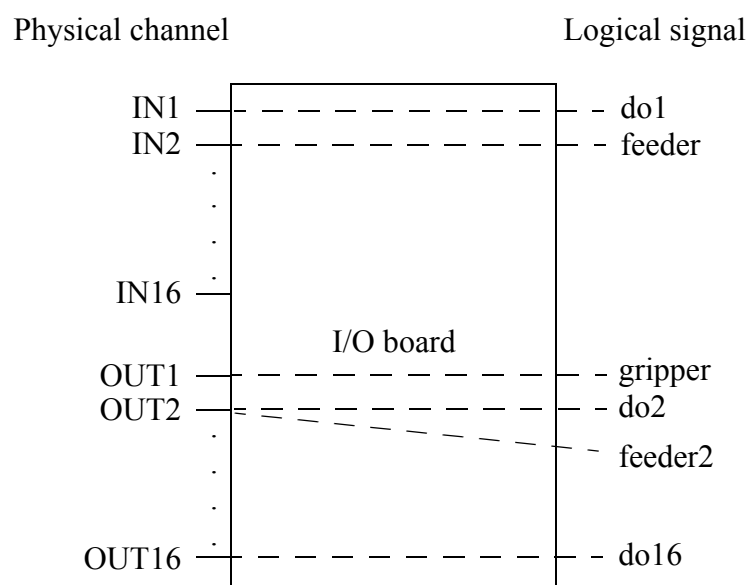 Physical channel Logical signal
IN1 do1
IN2 feeder
IN16
I/O board
OUT1 gripper
OUT2 do2
feeder2
OUT16 do16